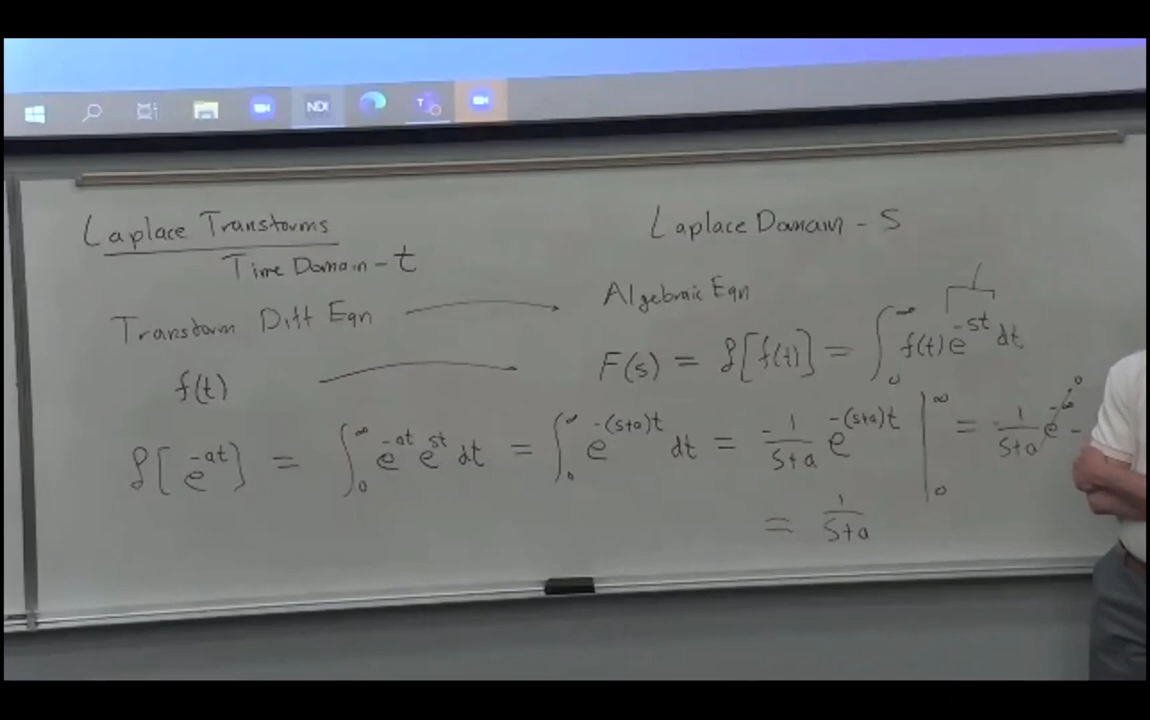 Laplace Transforms
Time Domain - t
Laplace Domain - S
Transform Diff Eqn
Algebraic Eqn
f(t)
F(s) = ℒ[f(t)] = ∫₀^∞ f(t) e^{-st} dt
ℒ[e^{-at}] = ∫₀^∞ e^{-at} e^{st} dt = ∫₀^∞ e^{-(s+a)t} dt = -1/(s+a) e^{-(s+a)t} |₀^∞ = -1/(s+a) e^{-∞} 0 -
= 1/(s+a)